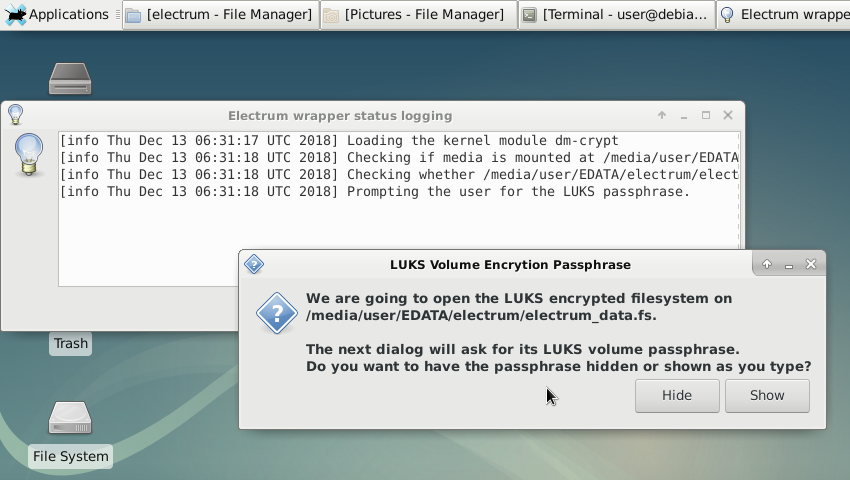 Applications
[electrum - File Manager]
[Pictures - File Manager]
[Terminal - user@debia...
Electrum wrappe
Electrum wrapper status logging
[info Thu Dec 13 06:31:17 UTC 2018] Loading the kernel module dm-crypt
[info Thu Dec 13 06:31:18 UTC 2018] Checking if media is mounted at /media/user/EDATA
[info Thu Dec 13 06:31:18 UTC 2018] Checking whether /media/user/EDATA/electrum/elect
[info Thu Dec 13 06:31:18 UTC 2018] Prompting the user for the LUKS passphrase.
LUKS Volume Encrytion Passphrase
We are going to open the LUKS encrypted filesystem on
/media/user/EDATA/electrum/electrum_data.fs.
The next dialog will ask for its LUKS volume passphrase.
Do you want to have the passphrase hidden or shown as you type?
Hide
Show
Trash
File System